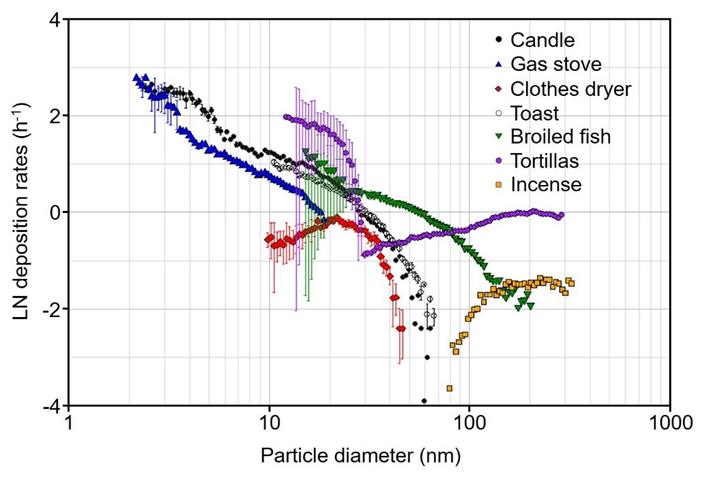 4
2
0
-2
-4
LN deposition rates (h⁻¹)
Candle
Gas stove
Clothes dryer
Toast
Broiled fish
Tortillas
Incense
1
10
100
1000
Particle diameter (nm)